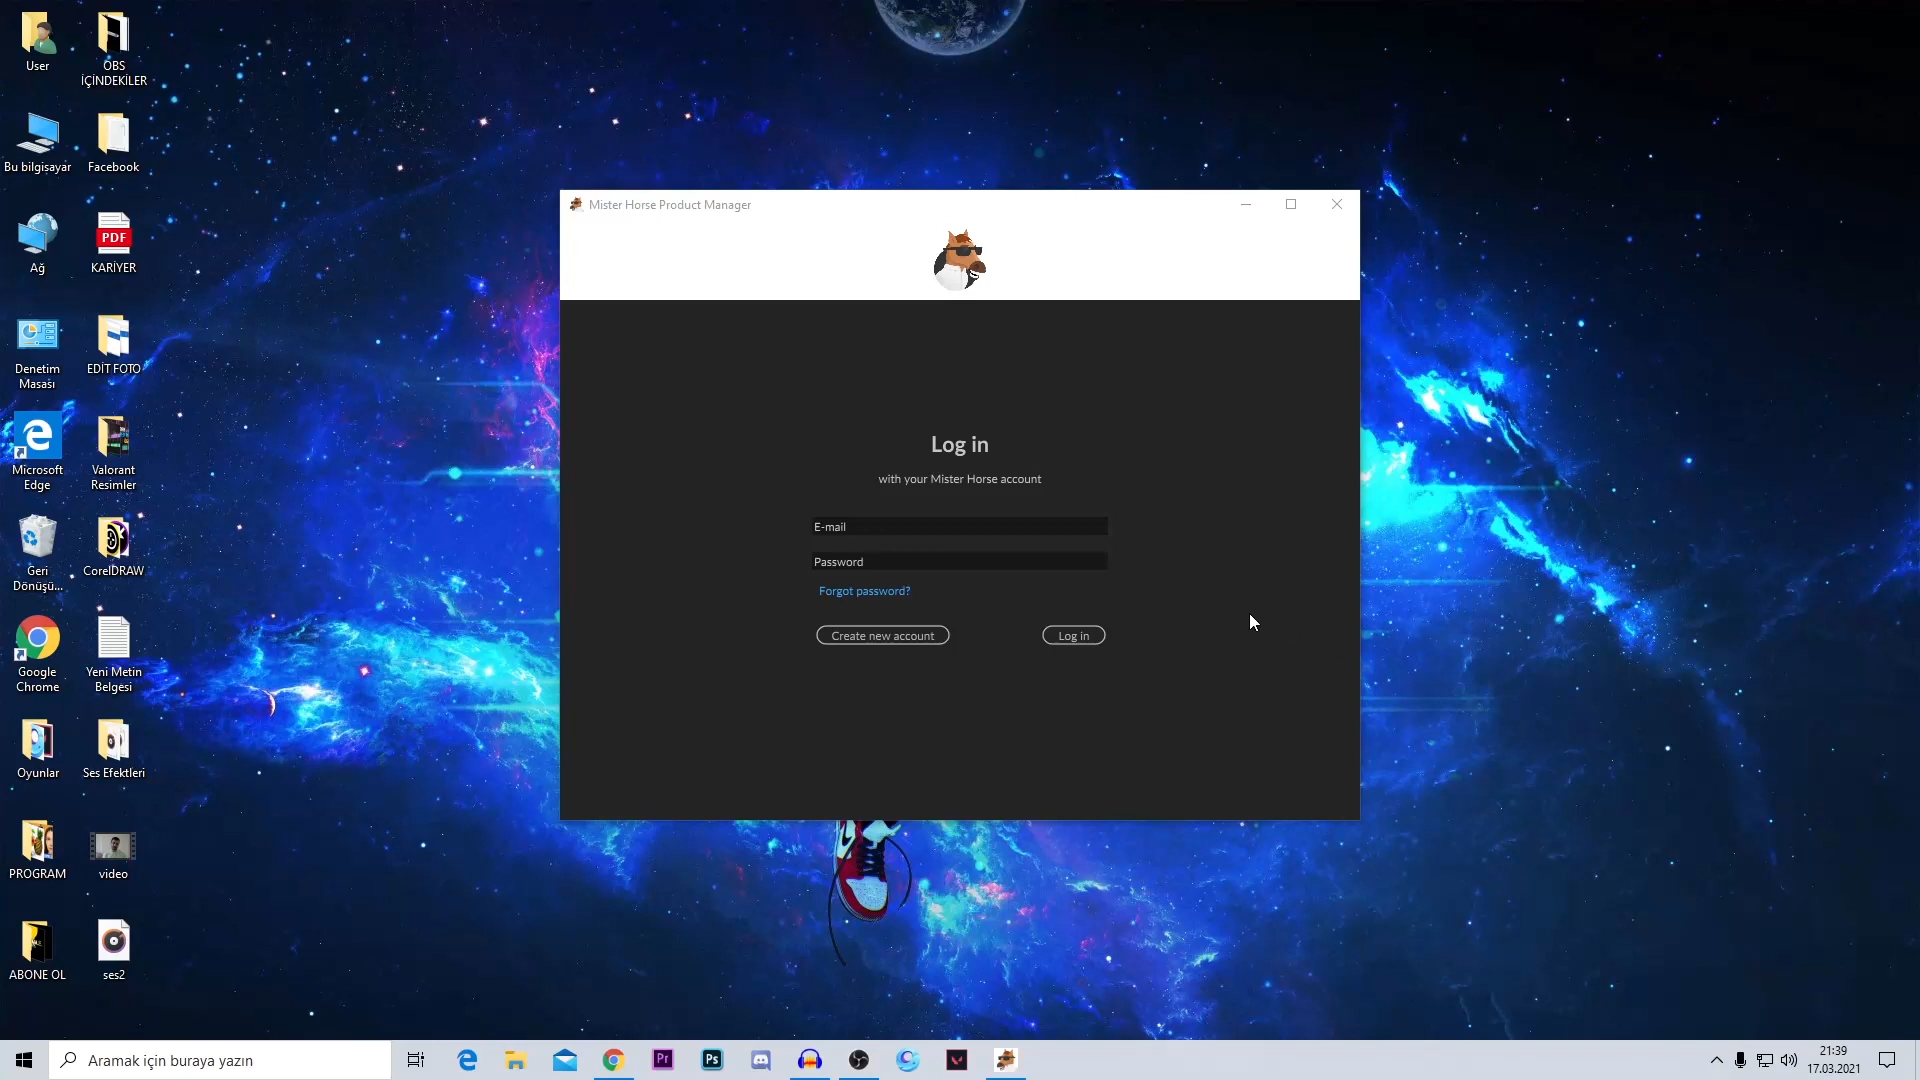 User
OBS
İÇİNDEKİLER
Bu bilgisayar
Facebook
Ağ
PDF
KARİYER
Denetim
Masası
EDİT FOTO
Microsoft
Edge
Valorant
Resimler
Geri
Dönüşü...
CorelDRAW
Google
Chrome
Yeni Metin
Belgesi
Oyunlar
Ses Efektleri
PROGRAM
video
ABONE OL
ses2
Mister Horse Product Manager
Log in
with your Mister Horse account
E-mail
Password
Forgot password?
Create new account
Log in
Aramak için buraya yazın
Pr
Ps
21:39
17.03.2021